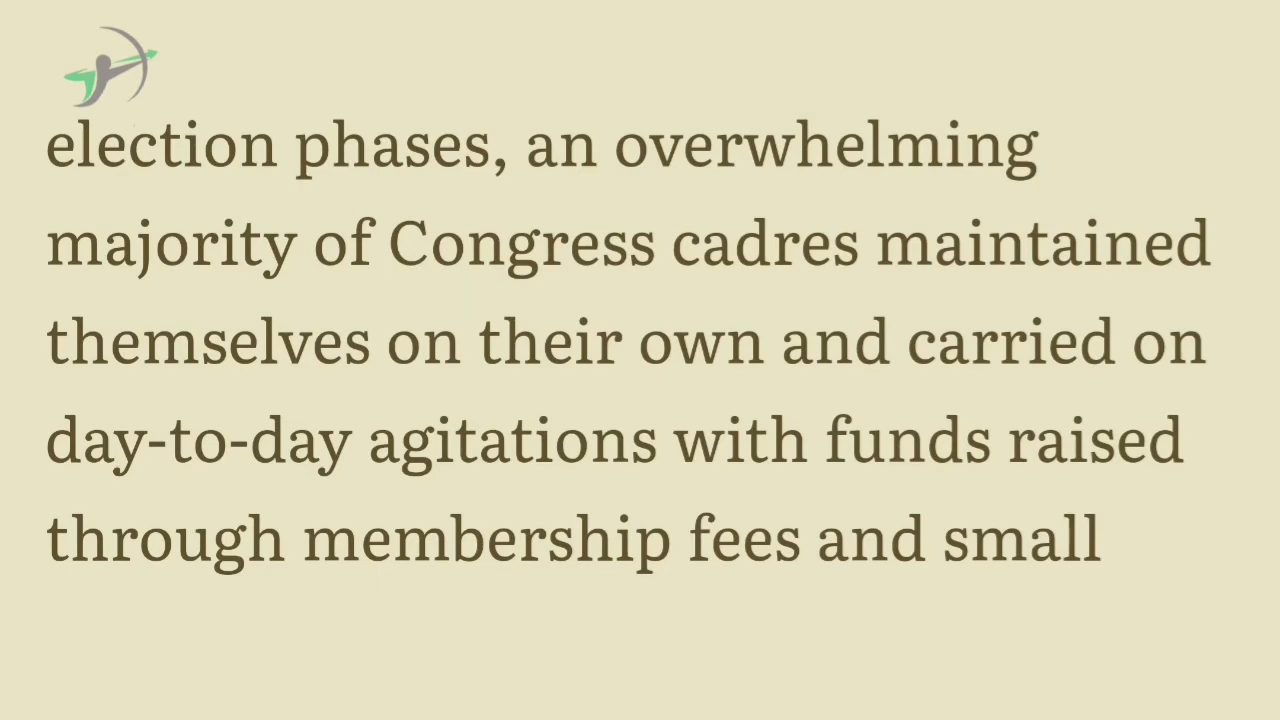 election phases, an overwhelming
majority of Congress cadres maintained
themselves on their own and carried on
day-to-day agitations with funds raised
through membership fees and small